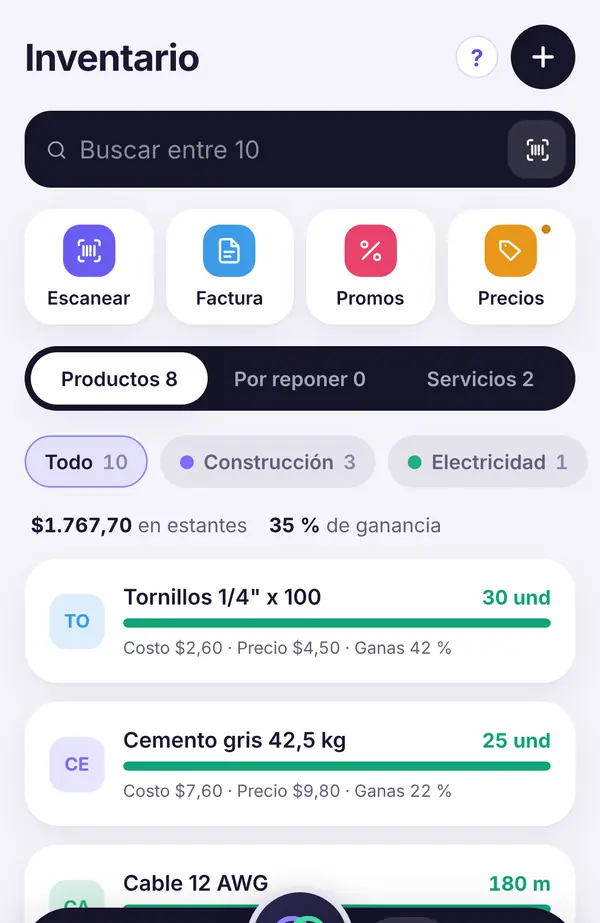 Inventario
?
Buscar entre 10
Escanear
Factura
Promos
Precios
Productos 8
Por reponer 0
Servicios 2
Todo 10
Construcción 3
Electricidad 1
$1.767,70 en estantes 35 % de ganancia
TO
Tornillos 1/4" x 100
30 und
Costo $2,60 · Precio $4,50 · Ganas 42 %
CE
Cemento gris 42,5 kg
25 und
Costo $7,60 · Precio $9,80 · Ganas 22 %
CA
Cable 12 AWG
180 m